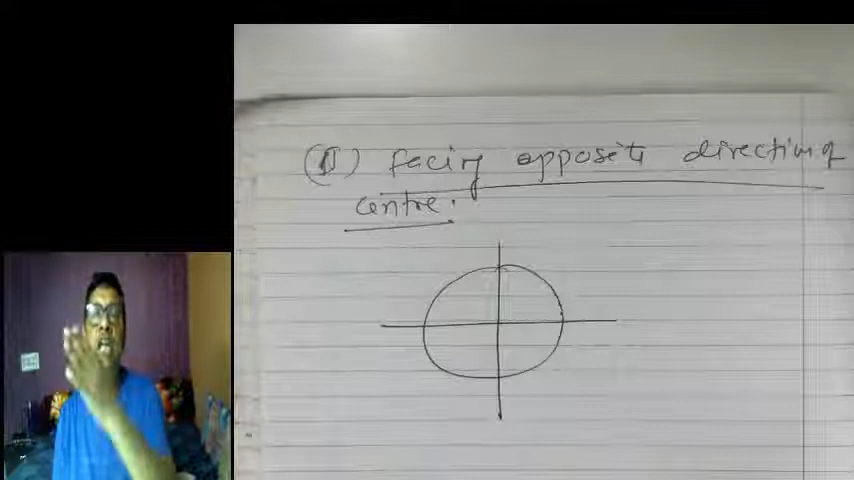 (II) facing opposite direction of
centre.